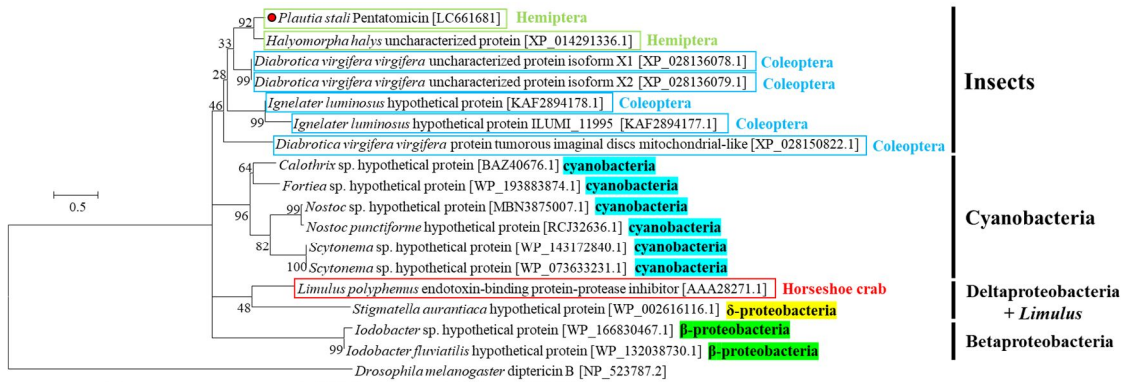 92 Plautia stali Pentatomicin [LC661681] Hemiptera
33 Halyomorpha halys uncharacterized protein [XP_014291336.1] Hemiptera
Diabrotica virgifera virgifera uncharacterized protein isoform X1 [XP_028136078.1] Coleoptera
28 99 Diabrotica virgifera virgifera uncharacterized protein isoform X2 [XP_028136079.1] Coleoptera
Insects
46 Ignelater luminosus hypothetical protein [KAF2894178.1] Coleoptera
99 Ignelater luminosus hypothetical protein ILUMI_11995 [KAF2894177.1] Coleoptera
Diabrotica virgifera virgifera protein tumorous imaginal discs mitochondrial-like [XP_028150822.1] Coleoptera
64 Calothrix sp. hypothetical protein [BAZ40676.1] cyanobacteria
Fortiea sp. hypothetical protein [WP_193883874.1] cyanobacteria
0.5 96 99 Nostoc sp. hypothetical protein [MBN3875007.1] cyanobacteria
Cyanobacteria
Nostoc punctiforme hypothetical protein [RCJ32636.1] cyanobacteria
82 Scytonema sp. hypothetical protein [WP_143172840.1] cyanobacteria
100 Scytonema sp. hypothetical protein [WP_073633231.1] cyanobacteria
Limulus polyphemus endotoxin-binding protein-protease inhibitor [AAA28271.1] Horseshoe crab
Deltaproteobacteria
+ Limulus
48 Stigmatella aurantiaca hypothetical protein [WP_002616116.1] δ-proteobacteria
Iodobacter sp. hypothetical protein [WP_166830467.1] β-proteobacteria
Betaproteobacteria
99 Iodobacter fluviatilis hypothetical protein [WP_132038730.1] β-proteobacteria
Drosophila melanogaster diptericin B [NP_523787.2]